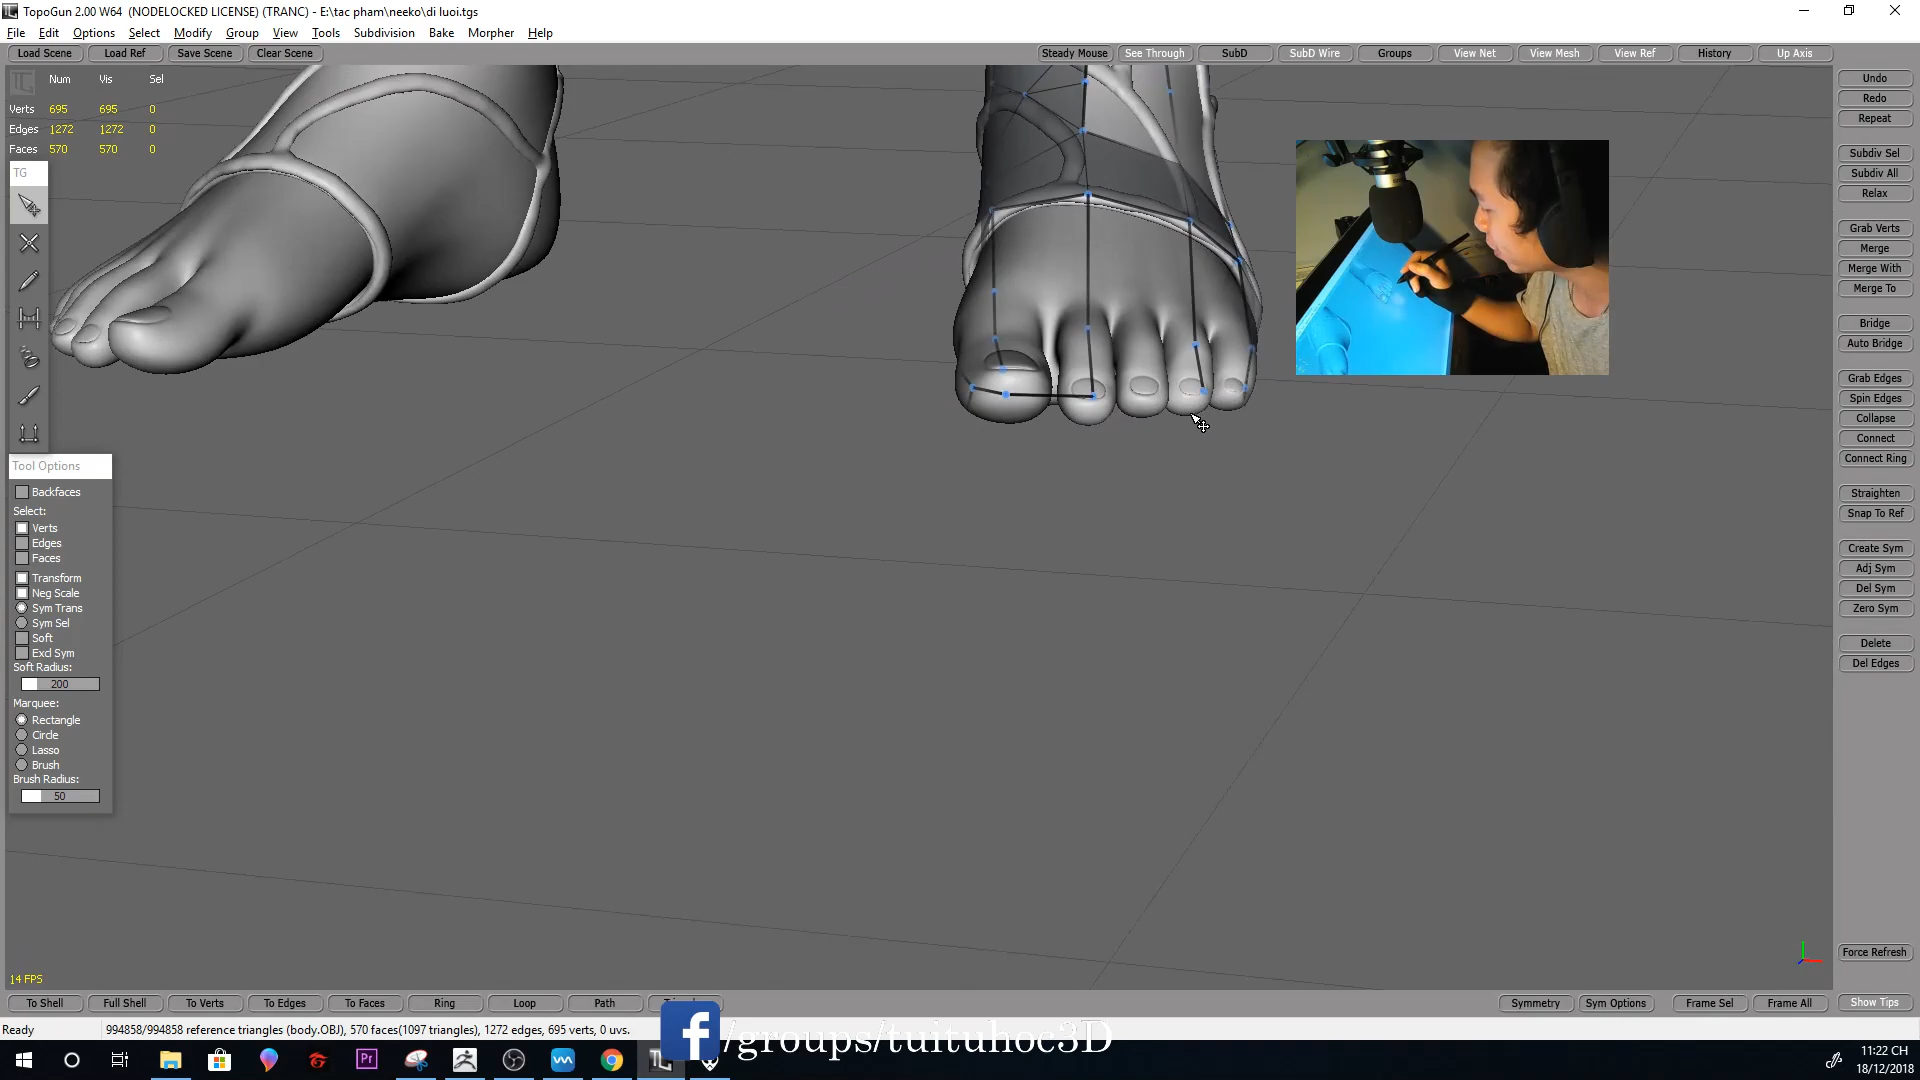 TopoGun 2.00 W64 (NODELOCKED LICENSE) (TRANC) - E:\tac pham\neeko\di luoi.tgs
File Edit Options Select Modify Group View Tools Subdivision Bake Morpher Help
Load Scene Load Ref Save Scene Clear Scene Steady Mouse See Through SubD SubD Wire Groups View Net View Mesh View Ref History Up Axis
Num Vis Sel
Verts 695 695 0
Edges 1272 1272 0
Faces 570 570 0
TG
Tool Options
Backfaces
Select:
Verts
Edges
Faces
Transform
Neg Scale
Sym Trans
Sym Sel
Soft
Excl Sym
Soft Radius:
200
Marquee:
Rectangle
Circle
Lasso
Brush
Brush Radius:
50
Undo
Redo
Repeat
Subdiv Sel
Subdiv All
Relax
Grab Verts
Merge
Merge With
Merge To
Bridge
Auto Bridge
Grab Edges
Spin Edges
Collapse
Connect
Connect Ring
Straighten
Snap To Ref
Create Sym
Adj Sym
Del Sym
Zero Sym
Delete
Del Edges
Force Refresh
14 FPS
To Shell Full Shell To Verts To Edges To Faces Ring Loop Path Symmetry Sym Options Frame Sel Frame All Show Tips
Ready 994858/994858 reference triangles (body.OBJ), 570 faces(1097 triangles), 1272 edges, 695 verts, 0 uvs.
/groups/tuituhoc3D
11:22 CH
18/12/2018